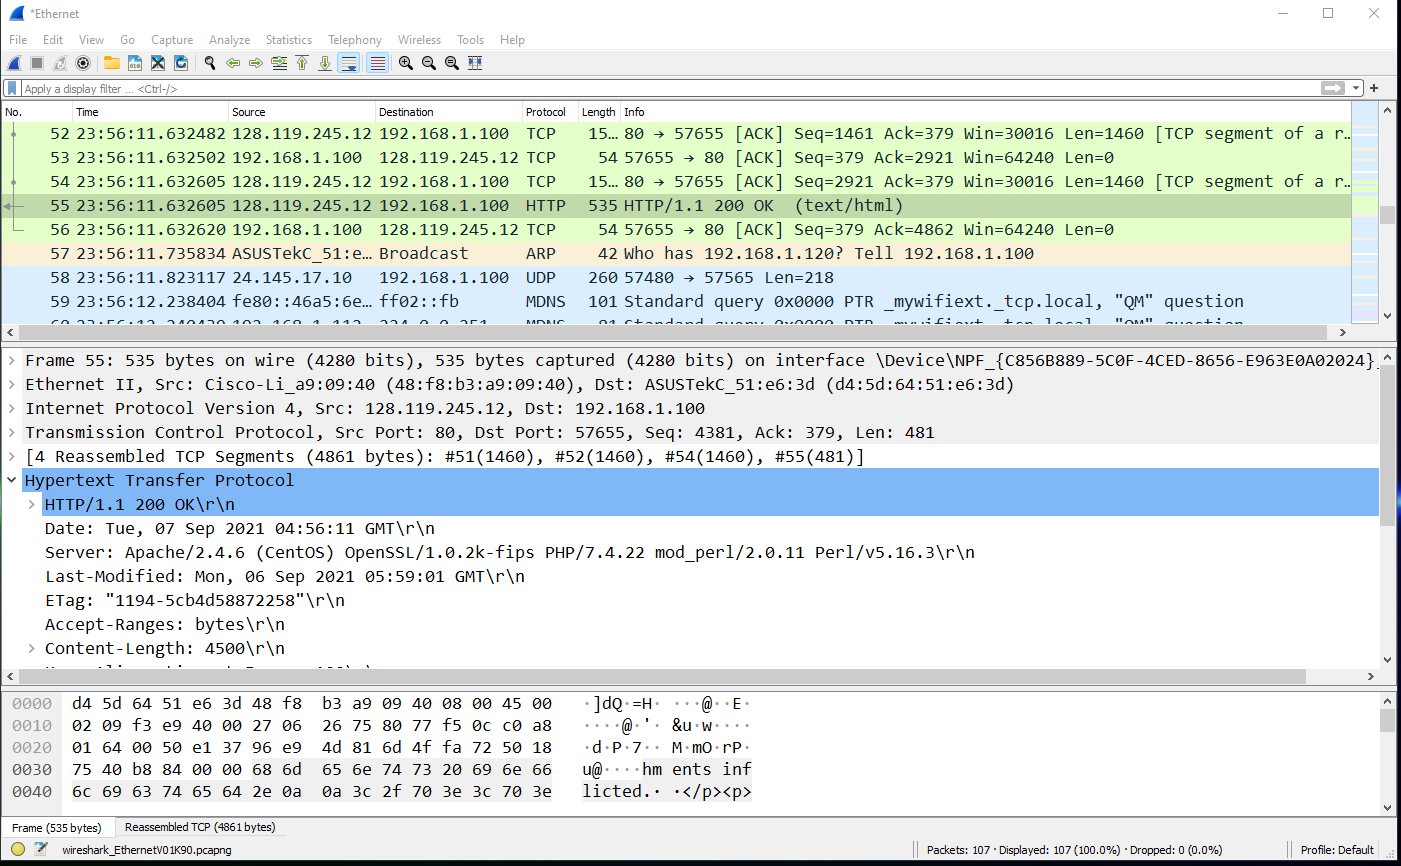 *Ethernet
File Edit View Go Capture Analyze Statistics Telephony Wireless Tools Help
Apply a display filter ... <Ctrl-/>
No. Time Source Destination Protocol Length Info
52 23:56:11.632482 128.119.245.12 192.168.1.100 TCP 15… 80 → 57655 [ACK] Seq=1461 Ack=379 Win=30016 Len=1460 [TCP segment of a r…
53 23:56:11.632502 192.168.1.100 128.119.245.12 TCP 54 57655 → 80 [ACK] Seq=379 Ack=2921 Win=64240 Len=0
54 23:56:11.632605 128.119.245.12 192.168.1.100 TCP 15… 80 → 57655 [ACK] Seq=2921 Ack=379 Win=30016 Len=1460 [TCP segment of a r…
55 23:56:11.632605 128.119.245.12 192.168.1.100 HTTP 535 HTTP/1.1 200 OK (text/html)
56 23:56:11.632620 192.168.1.100 128.119.245.12 TCP 54 57655 → 80 [ACK] Seq=379 Ack=4862 Win=64240 Len=0
57 23:56:11.735834 ASUSTekC_51:e… Broadcast ARP 42 Who has 192.168.1.120? Tell 192.168.1.100
58 23:56:11.823117 24.145.17.10 192.168.1.100 UDP 260 57480 → 57565 Len=218
59 23:56:12.238404 fe80::46a5:6e… ff02::fb MDNS 101 Standard query 0x0000 PTR _mywifiext._tcp.local, "QM" question
Frame 55: 535 bytes on wire (4280 bits), 535 bytes captured (4280 bits) on interface \Device\NPF_{C856B889-5C0F-4CED-8656-E963E0A02024},
Ethernet II, Src: Cisco-Li_a9:09:40 (48:f8:b3:a9:09:40), Dst: ASUSTekC_51:e6:3d (d4:5d:64:51:e6:3d)
Internet Protocol Version 4, Src: 128.119.245.12, Dst: 192.168.1.100
Transmission Control Protocol, Src Port: 80, Dst Port: 57655, Seq: 4381, Ack: 379, Len: 481
[4 Reassembled TCP Segments (4861 bytes): #51(1460), #52(1460), #54(1460), #55(481)]
Hypertext Transfer Protocol
HTTP/1.1 200 OK\r\n
Date: Tue, 07 Sep 2021 04:56:11 GMT\r\n
Server: Apache/2.4.6 (CentOS) OpenSSL/1.0.2k-fips PHP/7.4.22 mod_perl/2.0.11 Perl/v5.16.3\r\n
Last-Modified: Mon, 06 Sep 2021 05:59:01 GMT\r\n
ETag: "1194-5cb4d58872258"\r\n
Accept-Ranges: bytes\r\n
Content-Length: 4500\r\n
0000 d4 5d 64 51 e6 3d 48 f8 b3 a9 09 40 08 00 45 00 ·]dQ·=H· ···@··E·
0010 02 09 f3 e9 40 00 27 06 26 75 80 77 f5 0c c0 a8 ····@·'· &u·w····
0020 01 64 00 50 e1 37 96 e9 4d 81 6d 4f fa 72 50 18 ·d·P·7·· M·mO·rP·
0030 75 40 b8 84 00 00 68 6d 65 6e 74 73 20 69 6e 66 u@····hm ents inf
0040 6c 69 63 74 65 64 2e 0a 0a 3c 2f 70 3e 3c 70 3e licted.· ·</p><p>
Frame (535 bytes) Reassembled TCP (4861 bytes)
wireshark_EthernetV01K90.pcapng Packets: 107 · Displayed: 107 (100.0%) · Dropped: 0 (0.0%) Profile: Default